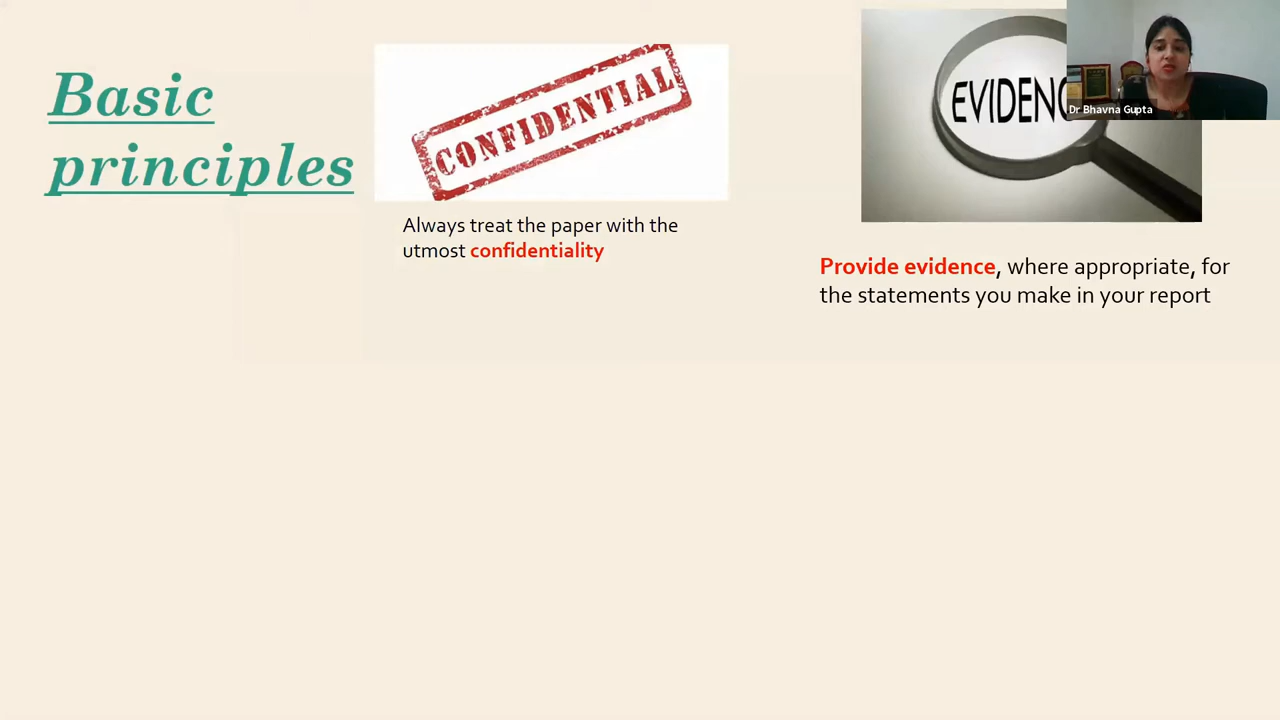 Basic
principles
CONFIDENTIAL
Always treat the paper with the
utmost confidentiality
EVIDENC
Dr Bhavna Gupta
Provide evidence, where appropriate, for
the statements you make in your report